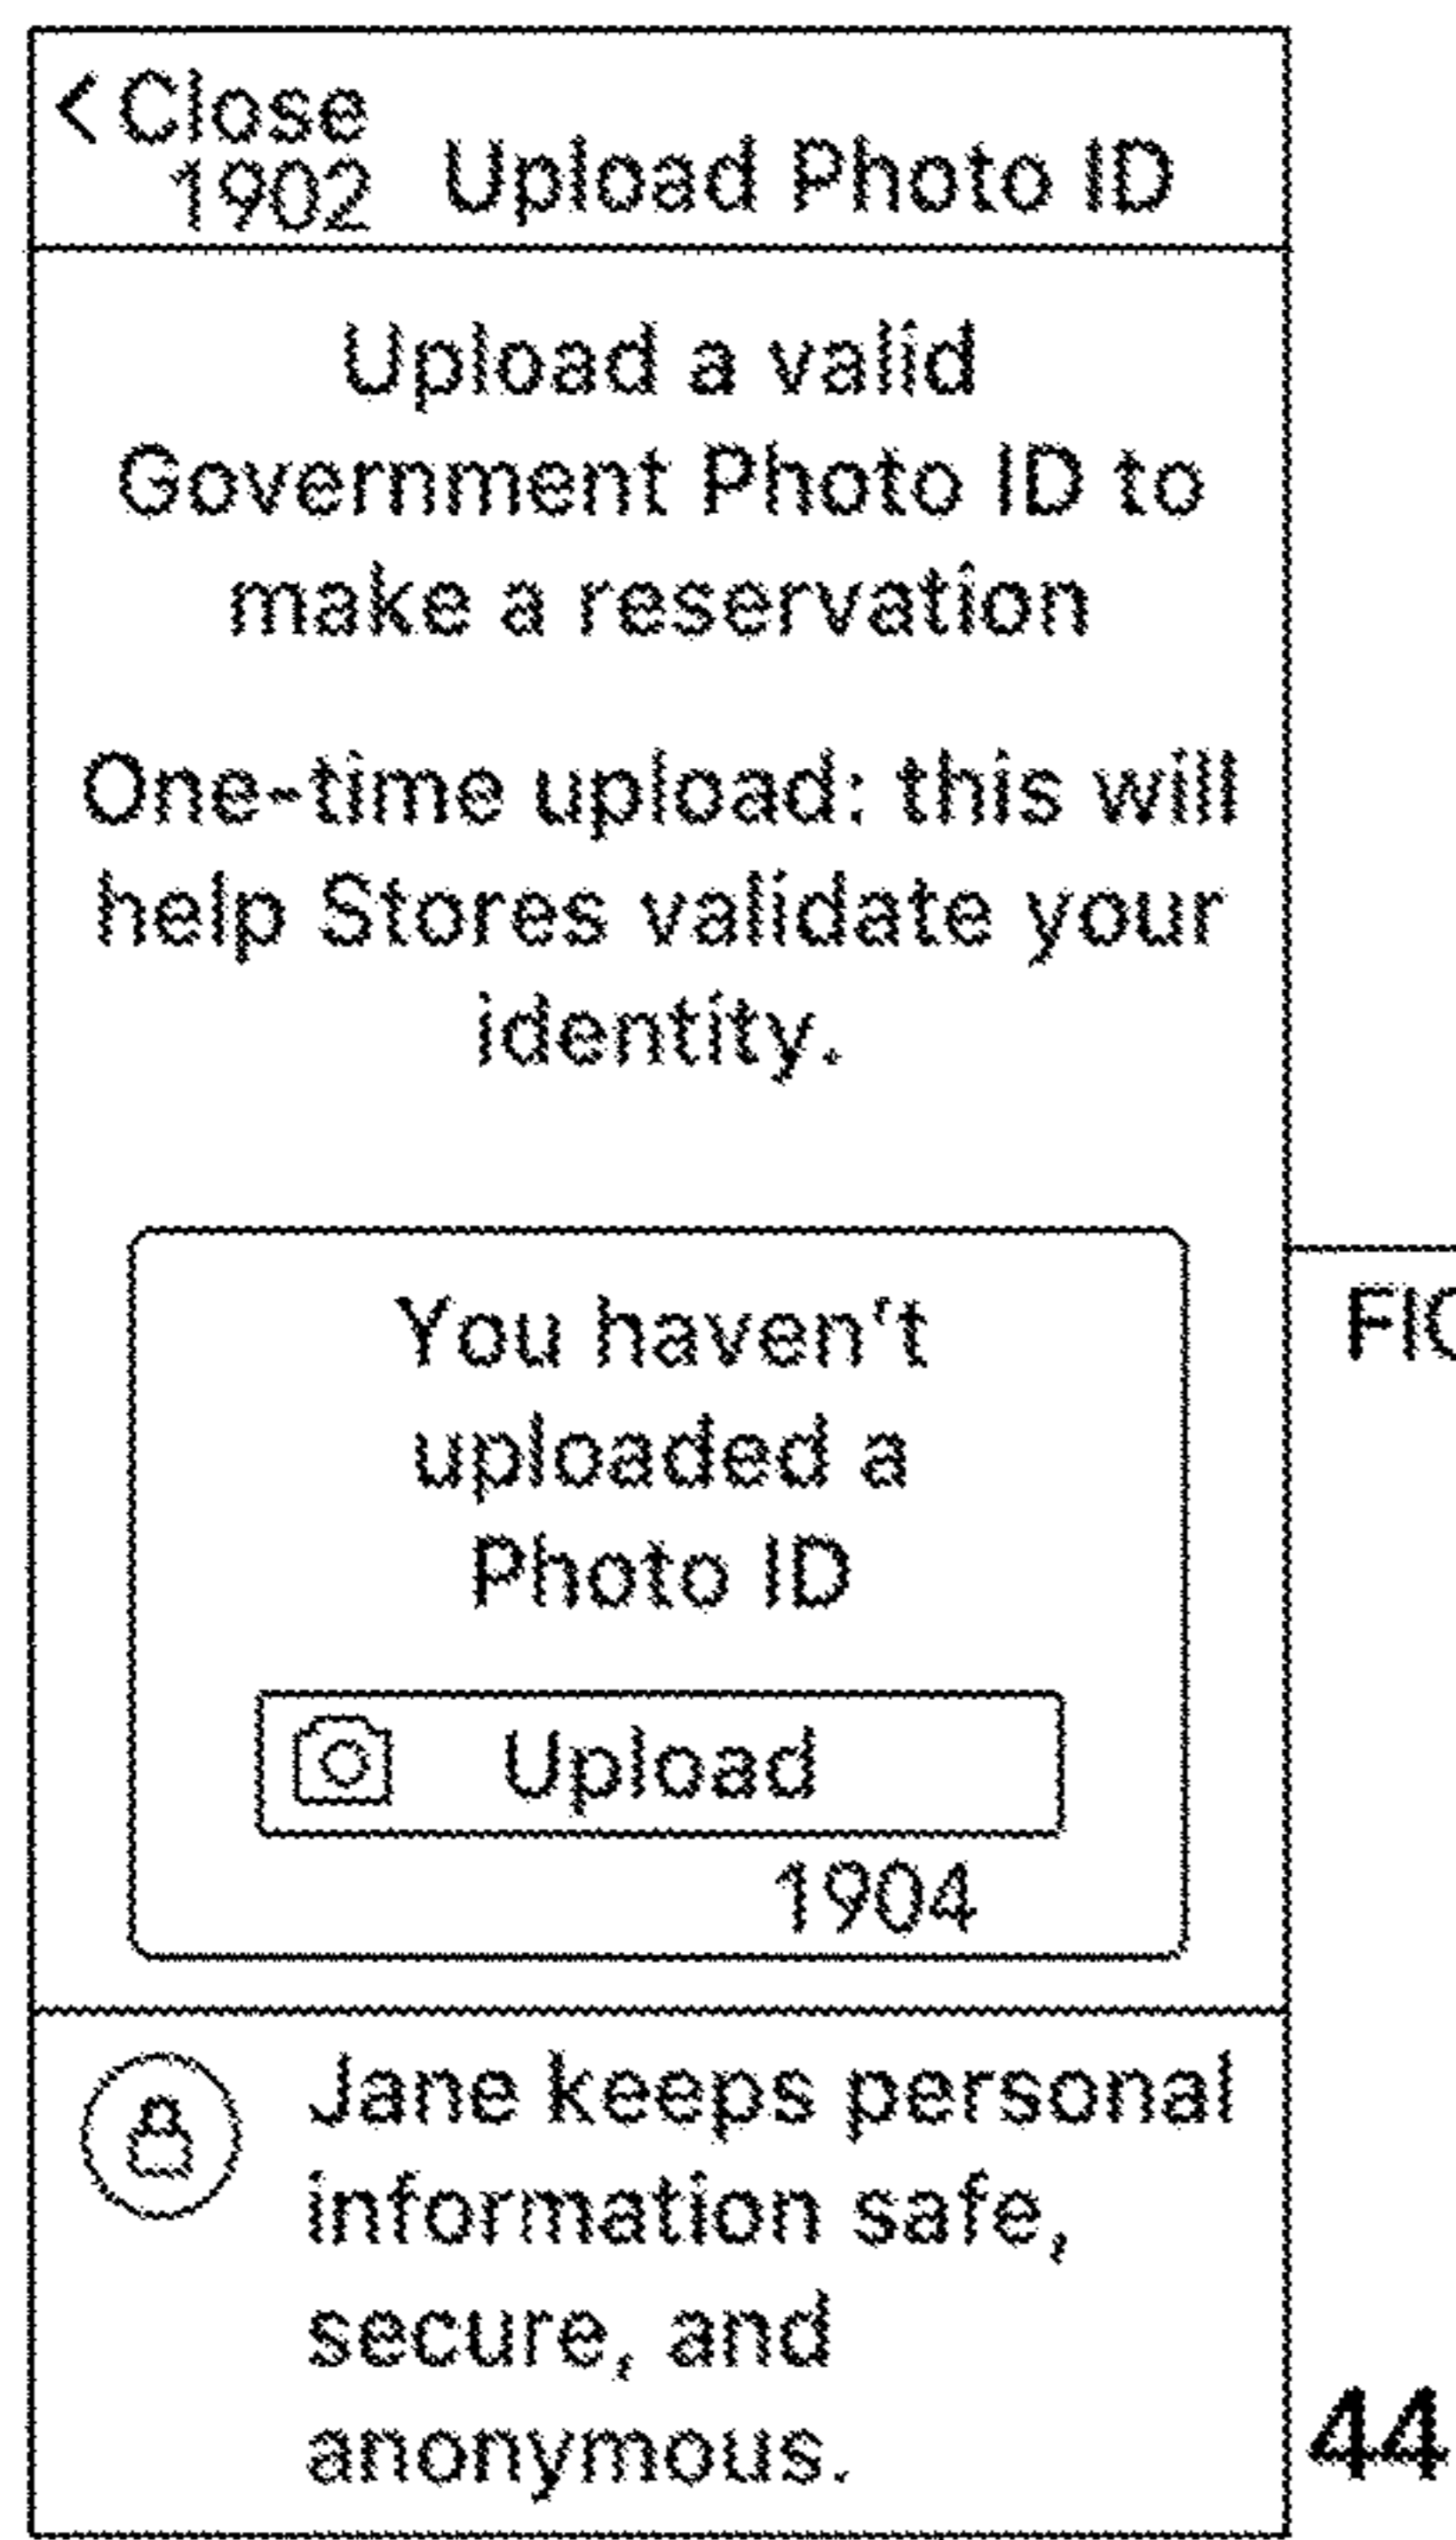 < Close
1902 Upload Photo ID
Upload a valid
Government Photo ID to
make a reservation
One-time upload: this will
help Stores validate your
identity.
You haven't
uploaded a
Photo ID
Upload
1904
Jane keeps personal
information safe,
secure, and
anonymous.
44